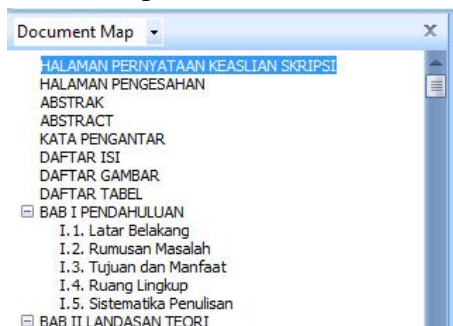 Document Map
HALAMAN PERNYATAAN KEASLIAN SKRIPSI
HALAMAN PENGESAHAN
ABSTRAK
ABSTRACT
KATA PENGANTAR
DAFTAR ISI
DAFTAR GAMBAR
DAFTAR TABEL
BAB I PENDAHULUAN
I.1. Latar Belakang
I.2. Rumusan Masalah
I.3. Tujuan dan Manfaat
I.4. Ruang Lingkup
I.5. Sistematika Penulisan
BAB II LANDASAN TEORI